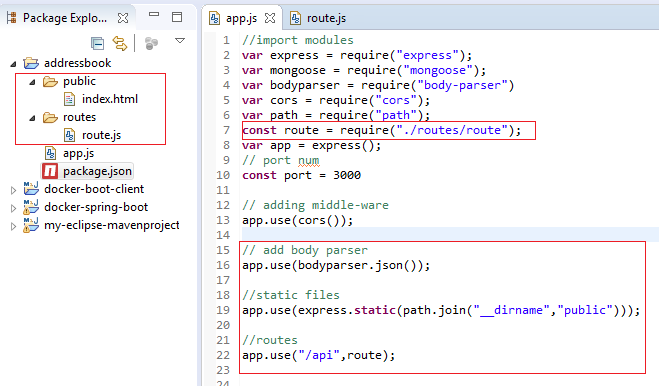 Package Explo...
addressbook
public
index.html
routes
route.js
app.js
package.json
docker-boot-client
docker-spring-boot
my-eclipse-mavenproject
app.js
route.js
1 //import modules
2 var express = require("express");
3 var mongoose = require("mongoose");
4 var bodyparser = require("body-parser")
5 var cors = require("cors");
6 var path = require("path");
7 const route = require("./routes/route");
8 var app = express();
9 // port num
10 const port = 3000
11
12 // adding middle-ware
13 app.use(cors());
14
15 // add body parser
16 app.use(bodyparser.json());
17
18 //static files
19 app.use(express.static(path.join("__dirname","public")));
20
21 //routes
22 app.use("/api",route);
23